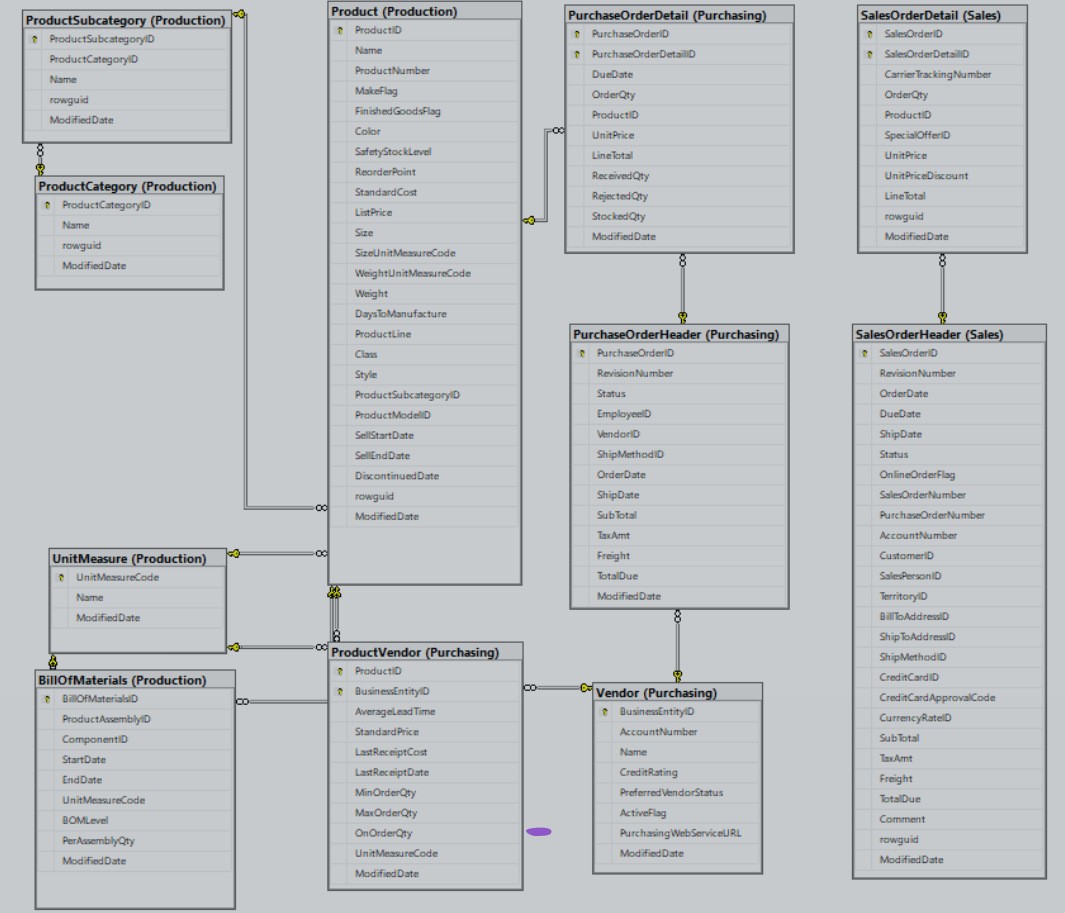 ProductSubcategory (Production)
ProductSubcategoryID
ProductCategoryID
Name
rowguid
ModifiedDate
ProductCategory (Production)
ProductCategoryID
Name
rowguid
ModifiedDate
Product (Production)
ProductID
Name
ProductNumber
MakeFlag
FinishedGoodsFlag
Color
SafetyStockLevel
ReorderPoint
StandardCost
ListPrice
Size
SizeUnitMeasureCode
WeightUnitMeasureCode
Weight
DaysToManufacture
ProductLine
Class
Style
ProductSubcategoryID
ProductModelID
SellStartDate
SellEndDate
DiscontinuedDate
rowguid
ModifiedDate
PurchaseOrderDetail (Purchasing)
PurchaseOrderID
PurchaseOrderDetailID
DueDate
OrderQty
ProductID
UnitPrice
LineTotal
ReceivedQty
RejectedQty
StockedQty
ModifiedDate
SalesOrderDetail (Sales)
SalesOrderID
SalesOrderDetailID
CarrierTrackingNumber
OrderQty
ProductID
SpecialOfferID
UnitPrice
UnitPriceDiscount
LineTotal
rowguid
ModifiedDate
PurchaseOrderHeader (Purchasing)
PurchaseOrderID
RevisionNumber
Status
EmployeeID
VendorID
ShipMethodID
OrderDate
ShipDate
SubTotal
TaxAmt
Freight
TotalDue
ModifiedDate
SalesOrderHeader (Sales)
SalesOrderID
RevisionNumber
OrderDate
DueDate
ShipDate
Status
OnlineOrderFlag
SalesOrderNumber
PurchaseOrderNumber
AccountNumber
CustomerID
SalesPersonID
TerritoryID
BillToAddressID
ShipToAddressID
ShipMethodID
CreditCardID
CreditCardApprovalCode
CurrencyRateID
SubTotal
TaxAmt
Freight
TotalDue
Comment
rowguid
ModifiedDate
UnitMeasure (Production)
UnitMeasureCode
Name
ModifiedDate
BillOfMaterials (Production)
BillOfMaterialsID
ProductAssemblyID
ComponentID
StartDate
EndDate
UnitMeasureCode
BOMLevel
PerAssemblyQty
ModifiedDate
ProductVendor (Purchasing)
ProductID
BusinessEntityID
AverageLeadTime
StandardPrice
LastReceiptCost
LastReceiptDate
MinOrderQty
MaxOrderQty
OnOrderQty
UnitMeasureCode
ModifiedDate
Vendor (Purchasing)
BusinessEntityID
AccountNumber
Name
CreditRating
PreferredVendorStatus
ActiveFlag
PurchasingWebServiceURL
ModifiedDate